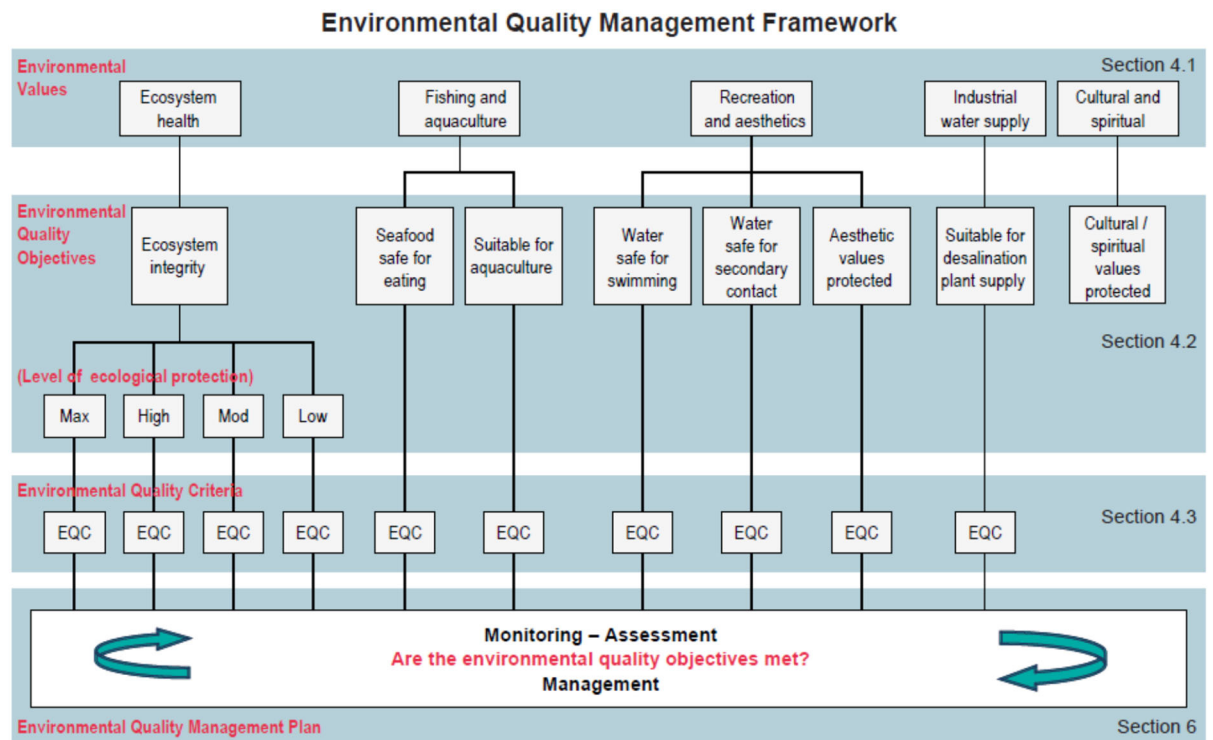 Environmental Quality Management Framework
Environmental
Values
Section 4.1
Ecosystem
health
Fishing and
aquaculture
Recreation
and aesthetics
Industrial
water supply
Cultural and
spiritual
Environmental
Quality
Objectives
Ecosystem
integrity
Seafood
safe for
eating
Suitable for
aquaculture
Water
safe for
swimming
Water
safe for
secondary
contact
Aesthetic
values
protected
Suitable for
desalination
plant supply
Cultural /
spiritual
values
protected
Section 4.2
(Level of ecological protection)
Max
High
Mod
Low
Environmental Quality Criteria
Section 4.3
EQC
EQC
EQC
EQC
EQC
EQC
EQC
EQC
EQC
EQC
Monitoring – Assessment
Are the environmental quality objectives met?
Management
Environmental Quality Management Plan
Section 6